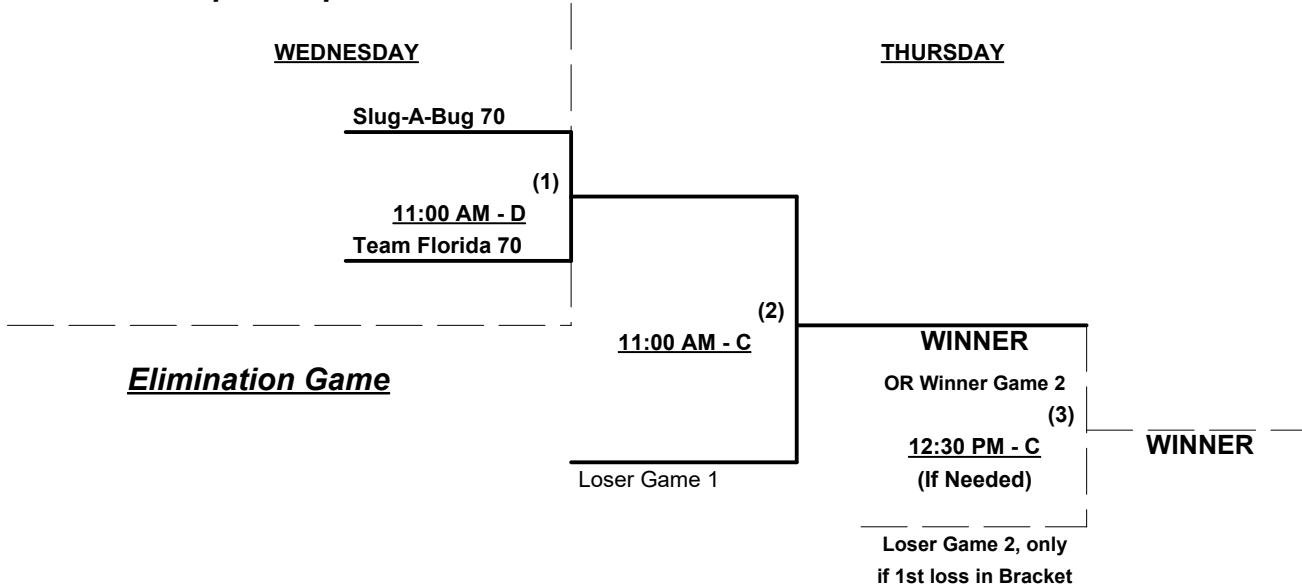 WEDNESDAY
THURSDAY
Slug-A-Bug 70
(1)
11:00 AM - D
Team Florida 70
(2)
11:00 AM - C
WINNER
Elimination Game
OR Winner Game 2
(3)
12:30 PM - C
WINNER
(If Needed)
Loser Game 1
Loser Game 2, only
if 1st loss in Bracket